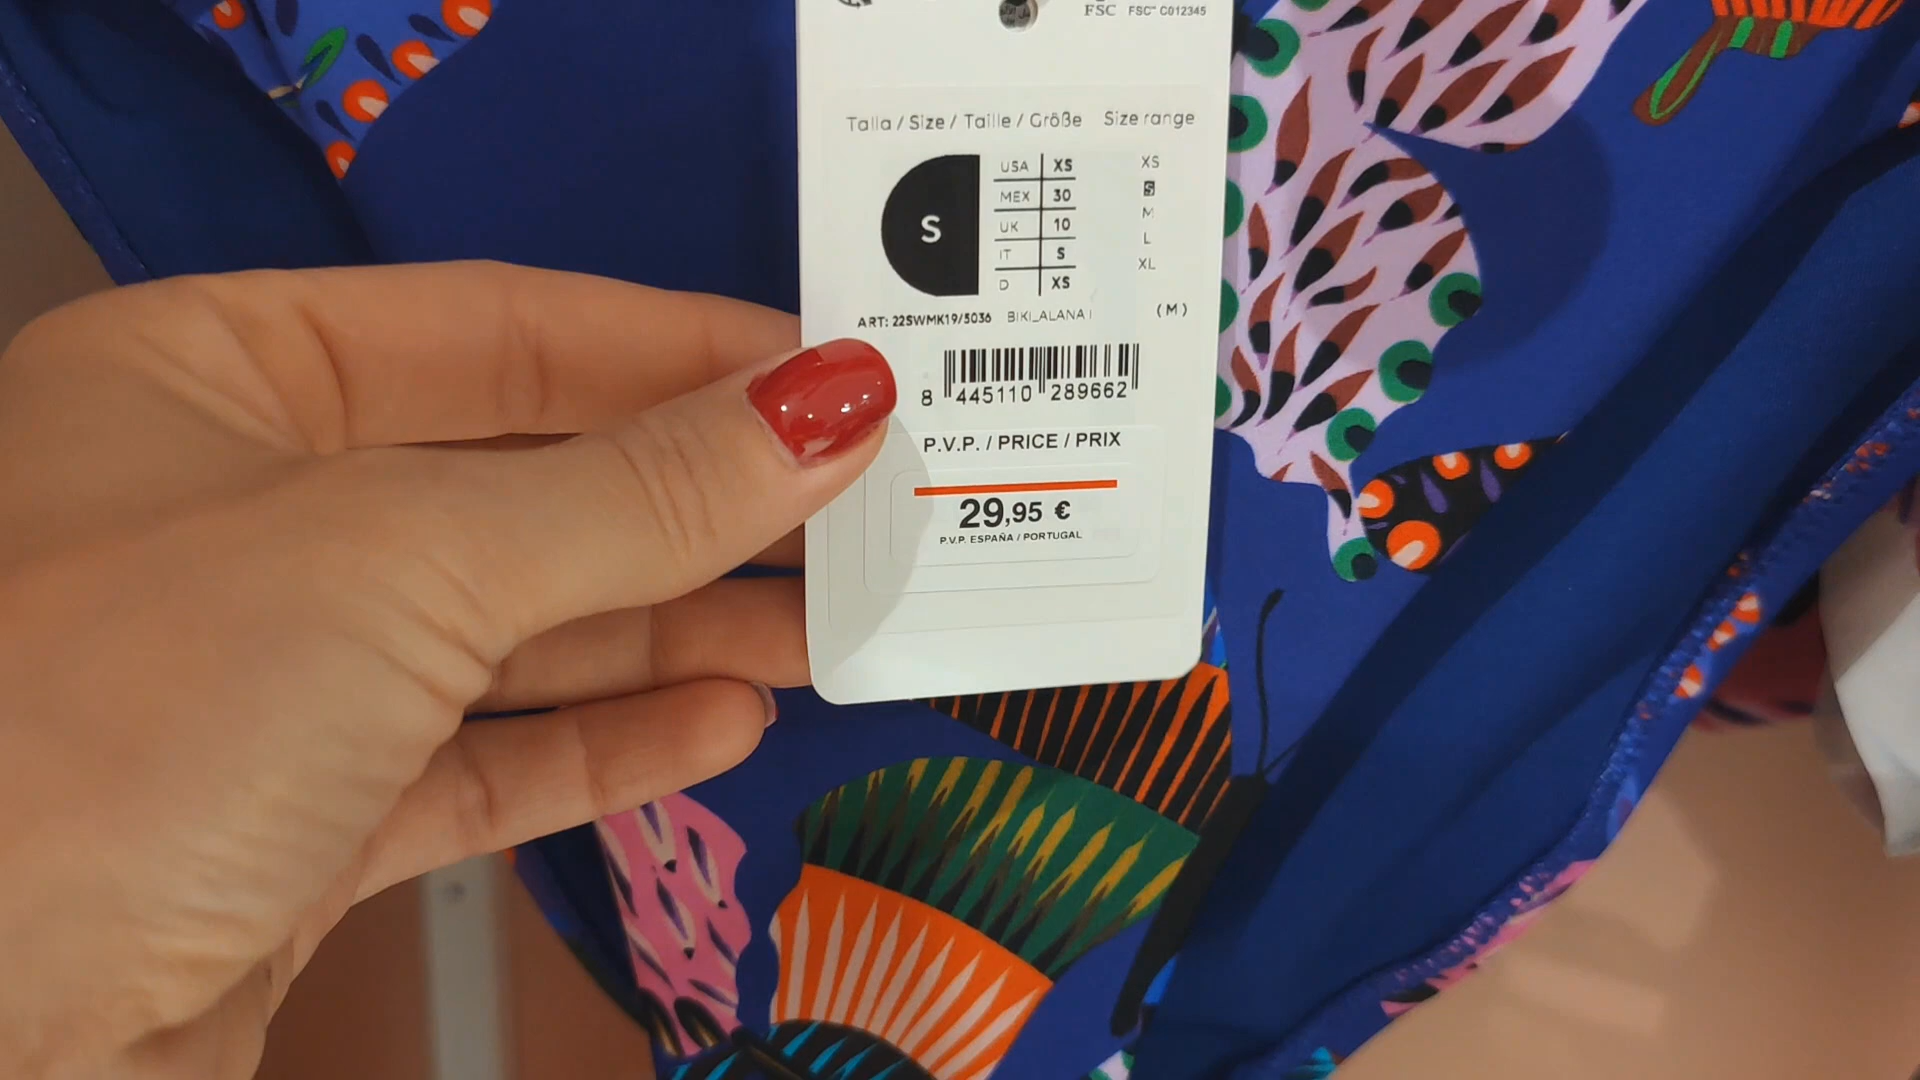 FSC FSC™ C012345
Talla / Size / Taille / Größe Size range
S
USA XS
MEX 30
UK 10
IT S
D XS
XS
S
M
L
XL
ART: 22SWMK19/5036 BIKI_ALANA I (M)
8 445110 289662
P.V.P. / PRICE / PRIX
29,95 €
P.V.P. ESPAÑA / PORTUGAL